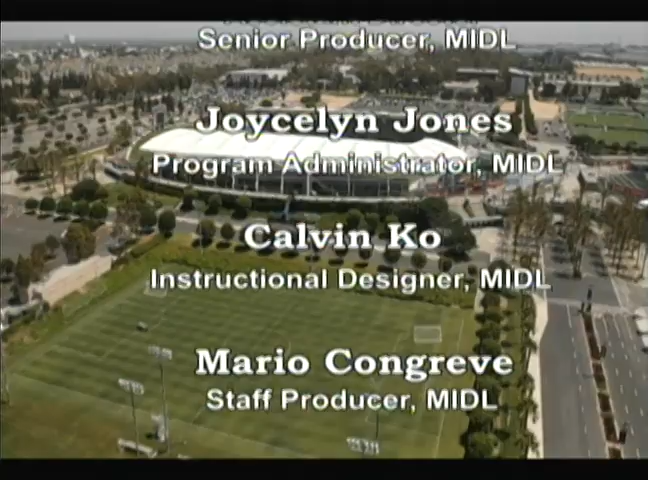 Senior Producer, MIDL
Joycelyn Jones
Program Administrator, MIDL
Calvin Ko
Instructional Designer, MIDL
Mario Congreve
Staff Producer, MIDL